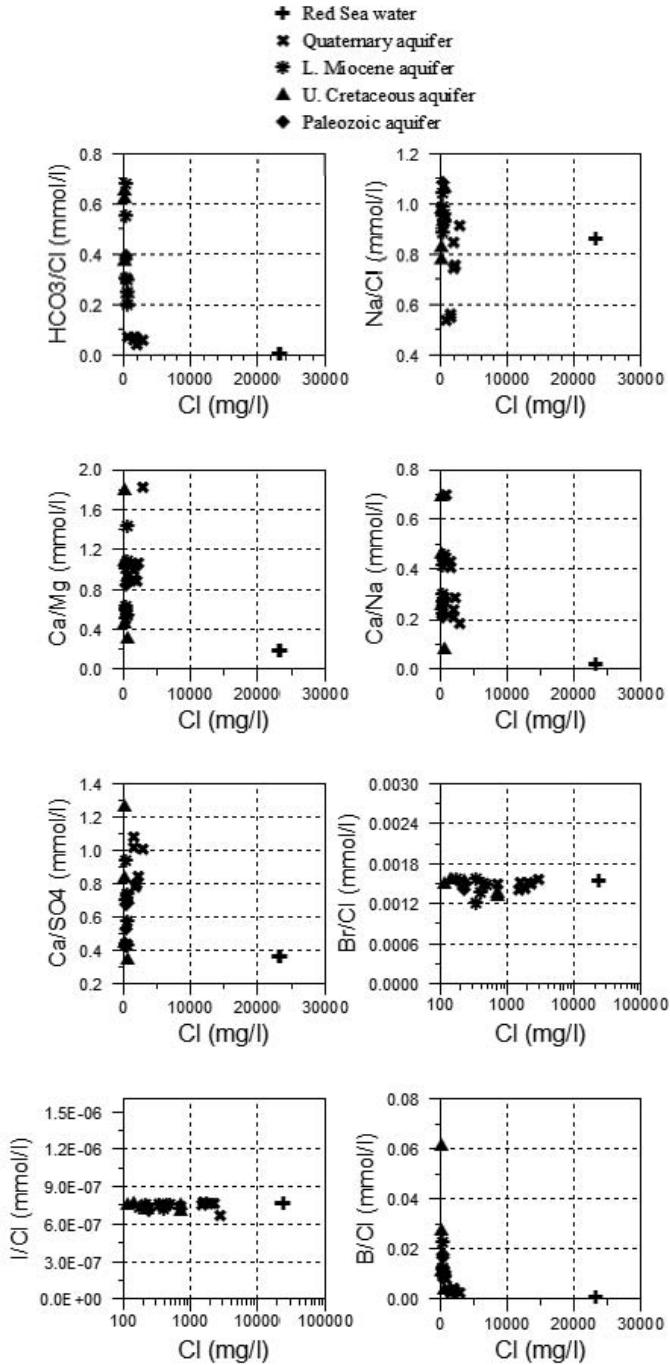 Red Sea water
Quaternary aquifer
L. Miocene aquifer
U. Cretaceous aquifer
Paleozoic aquifer
HCO3/Cl (mmol/l)
0.8
0.6
0.4
0.2
0.0
0 10000 20000 30000
Cl (mg/l)
Na/Cl (mmol/l)
1.2
1.0
0.8
0.6
0.4
0 10000 20000 30000
Cl (mg/l)
Ca/Mg (mmol/l)
2.0
1.6
1.2
0.8
0.4
0.0
0 10000 20000 30000
Cl (mg/l)
Ca/Na (mmol/l)
0.8
0.6
0.4
0.2
0.0
0 10000 20000 30000
Cl (mg/l)
Ca/SO4 (mmol/l)
1.4
1.2
1.0
0.8
0.6
0.4
0.2
0 10000 20000 30000
Cl (mg/l)
Br/Cl (mmol/l)
0.0030
0.0024
0.0018
0.0012
0.0006
0.0000
100 1000 10000 100000
Cl (mg/l)
I/Cl (mmol/l)
1.5E-06
1.2E-06
9.0E-07
6.0E-07
3.0E-07
0.0E +00
100 1000 10000 100000
Cl (mg/l)
B/Cl (mmol/l)
0.08
0.06
0.04
0.02
0.00
0 10000 20000 30000
Cl (mg/l)